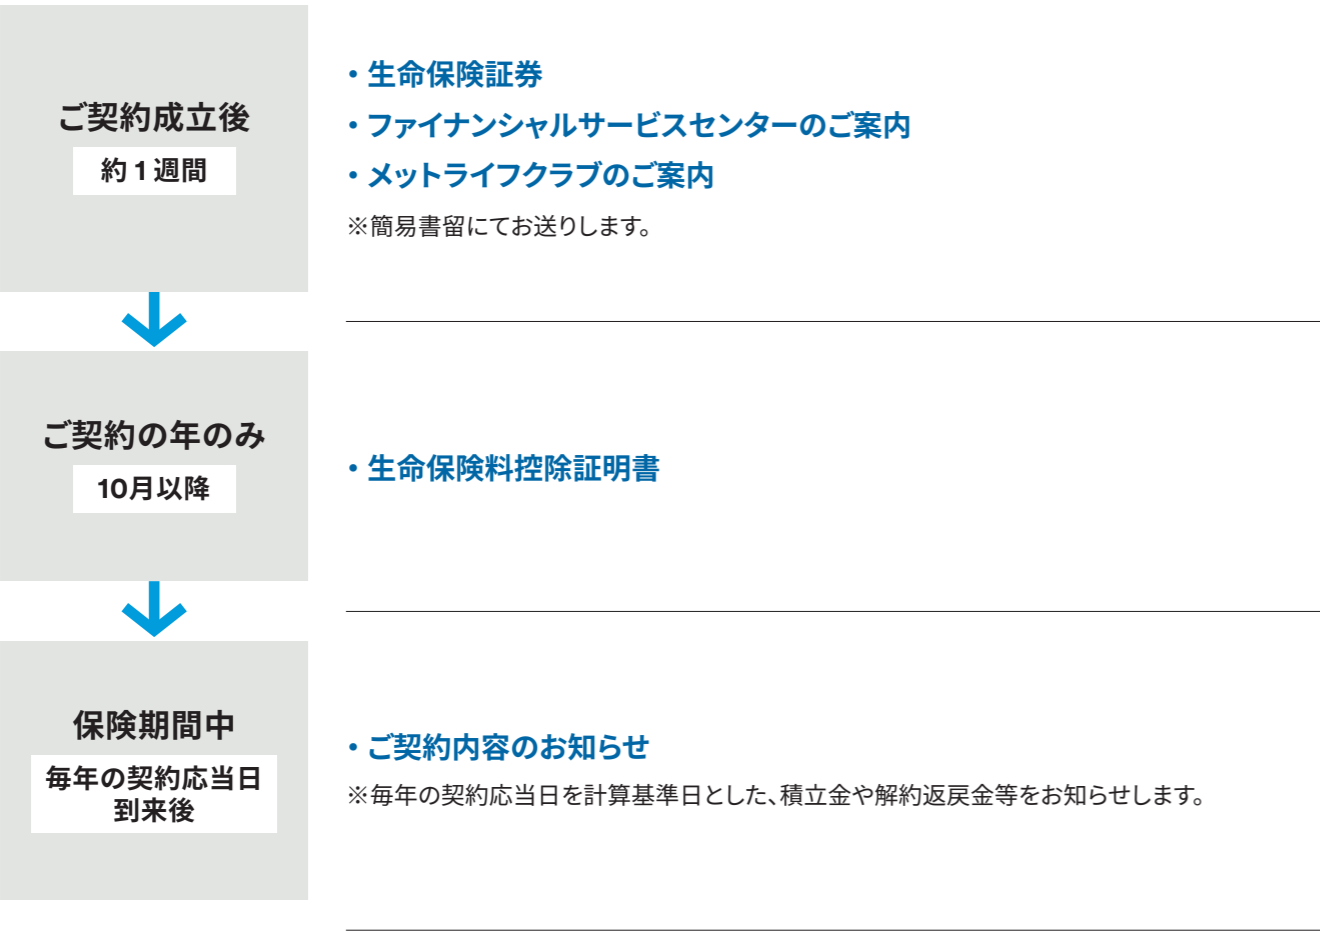 ご契約成立後
約1週間
・生命保険証券
・ファイナンシャルサービスセンターのご案内
・メットライフクラブのご案内
※簡易書留にてお送りします。
ご契約の年のみ
10月以降
・生命保険料控除証明書
保険期間中
毎年の契約応当日
到来後
・ご契約内容のお知らせ
※毎年の契約応当日を計算基準日とした、積立金や解約返戻金等をお知らせします。